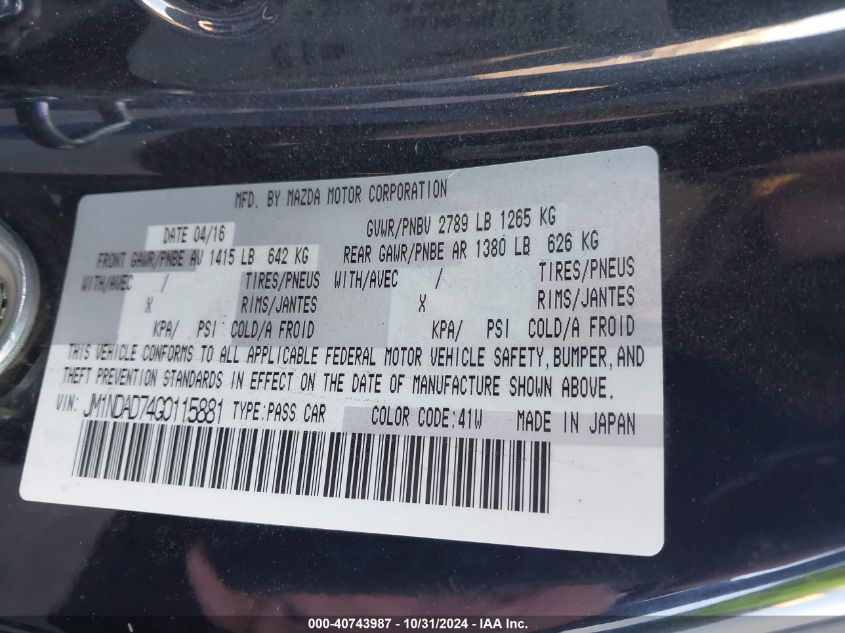 MFD. BY MAZDA MOTOR CORPORATION
DATE 04/16 GVWR/PNBV 2789 LB 1265 KG
FRONT GAWR/PNBE AV 1415 LB 642 KG REAR GAWR/PNBE AR 1380 LB 626 KG
WITH/AVEC / TIRES/PNEUS WITH/AVEC / TIRES/PNEUS
X RIMS/JANTES X RIMS/JANTES
KPA/ PSI COLD/A FROID KPA/ PSI COLD/A FROID
THIS VEHICLE CONFORMS TO ALL APPLICABLE FEDERAL MOTOR VEHICLE SAFETY, BUMPER, AND
THEFT PREVENTION STANDARDS IN EFFECT ON THE DATE OF MANUFACTURE SHOWN ABOVE.
VIN: JM1NDAD74G0115881 TYPE:PASS CAR COLOR CODE:41W MADE IN JAPAN
000-40743987 - 10/31/2024 - IAA Inc.